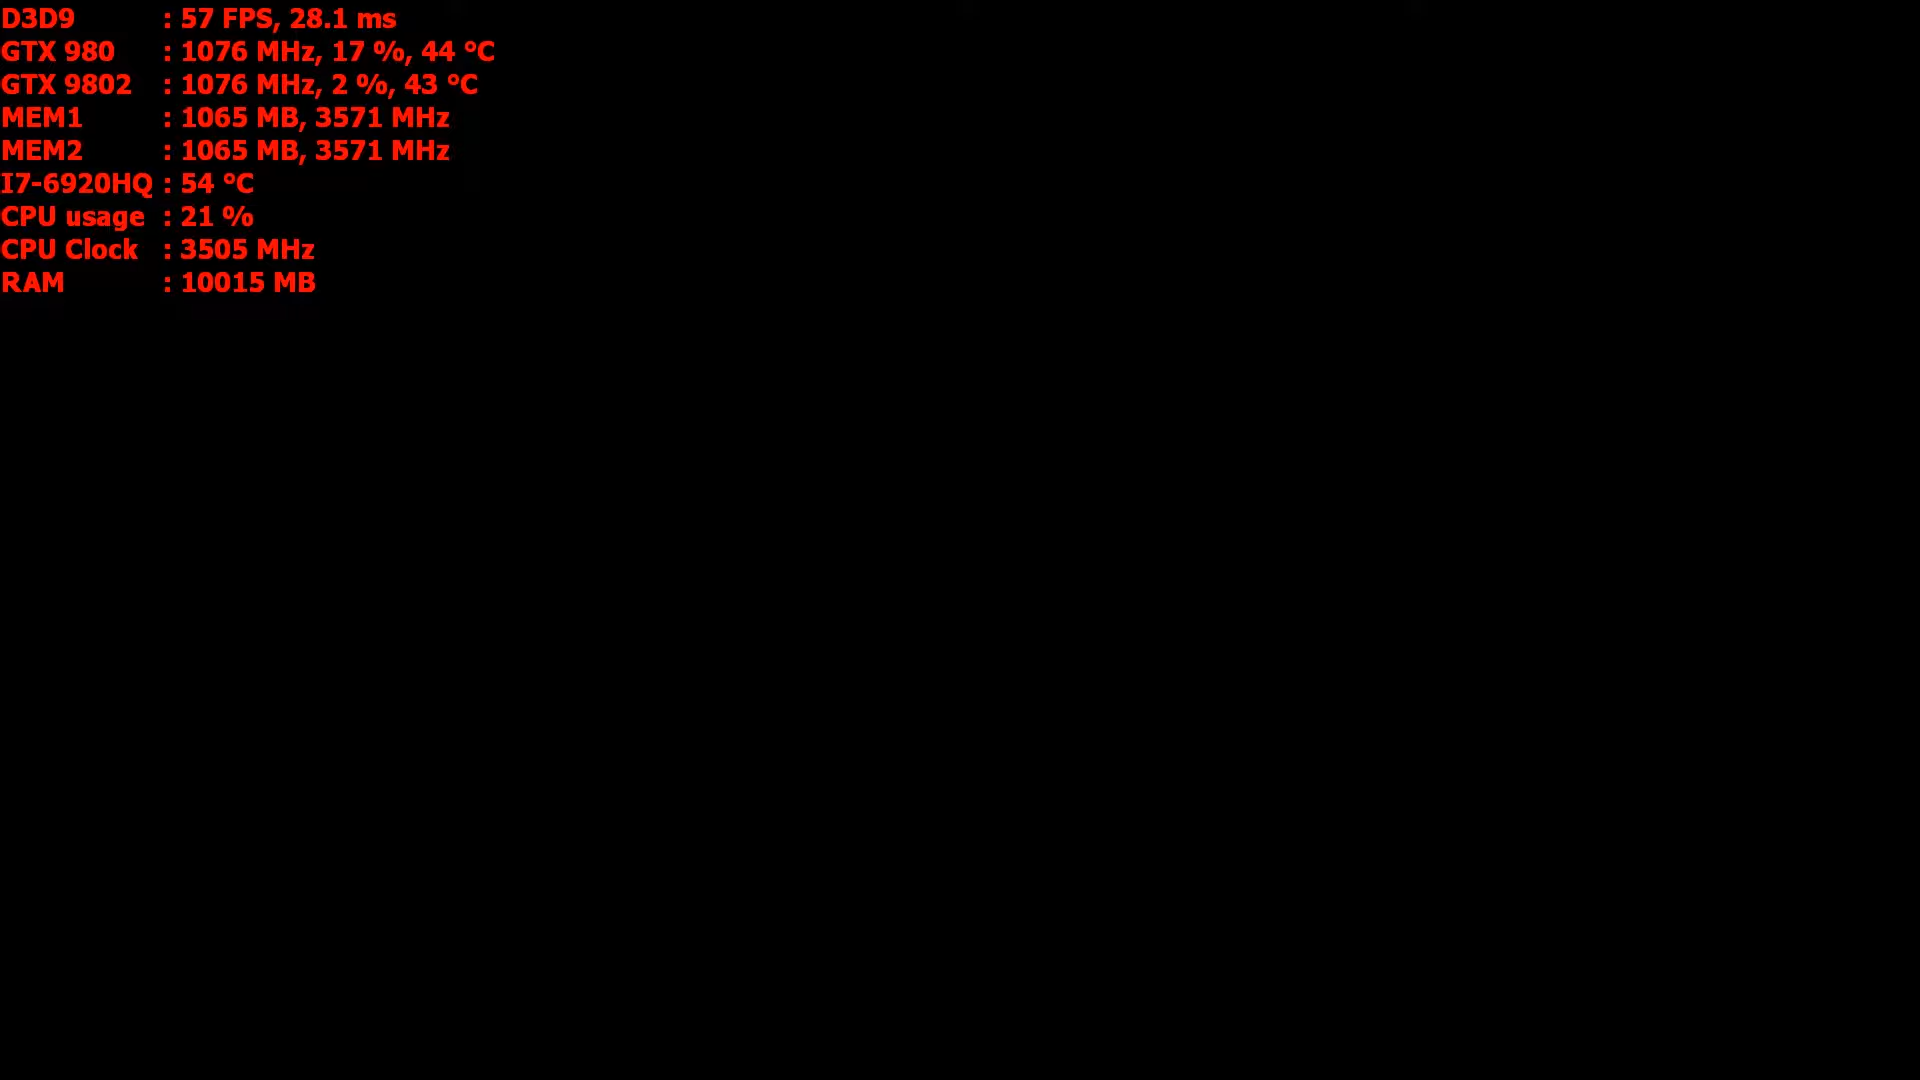 D3D9 : 57 FPS, 28.1 ms
GTX 980 : 1076 MHz, 17 %, 44 °C
GTX 9802 : 1076 MHz, 2 %, 43 °C
MEM1 : 1065 MB, 3571 MHz
MEM2 : 1065 MB, 3571 MHz
I7-6920HQ : 54 °C
CPU usage : 21 %
CPU Clock : 3505 MHz
RAM : 10015 MB